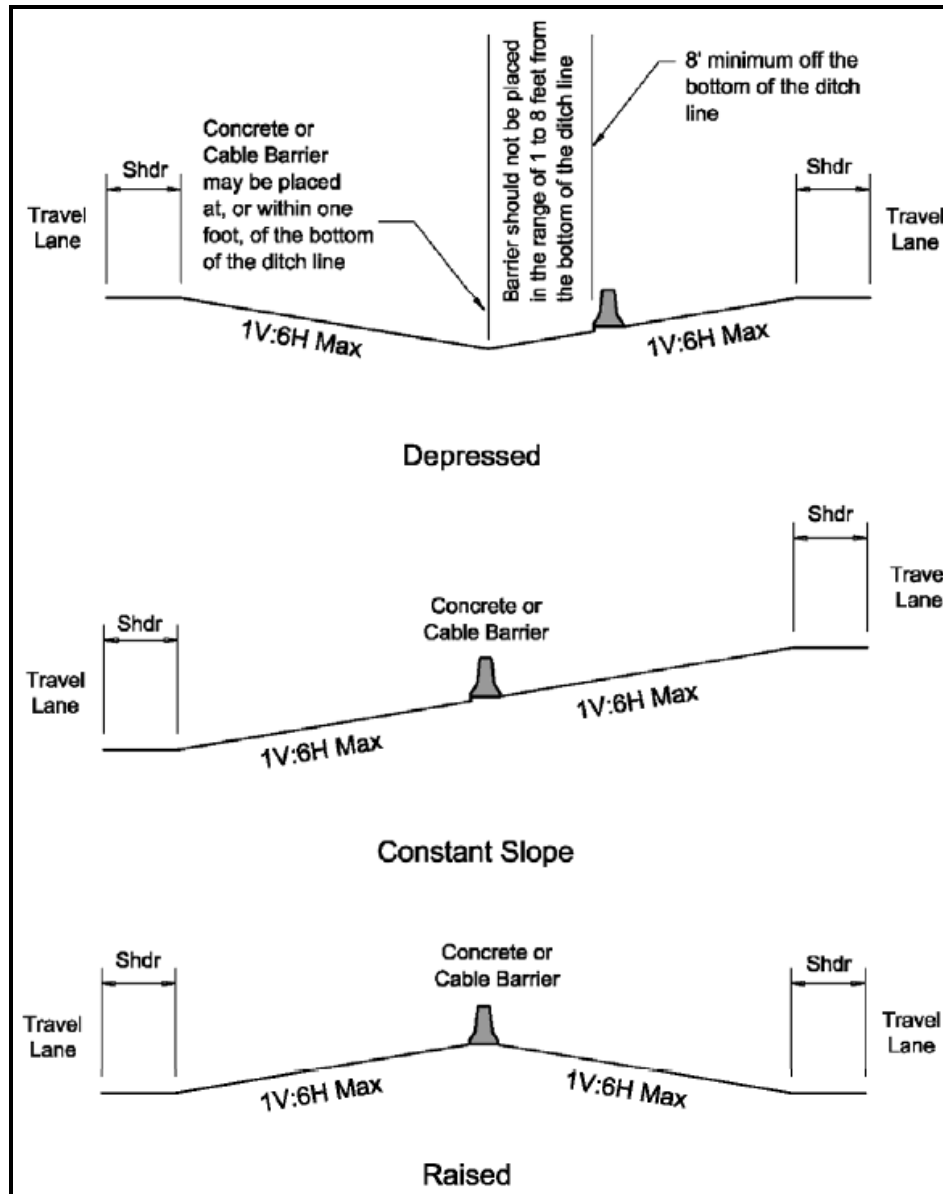 Concrete or
Cable Barrier
may be placed
at, or within one
foot, of the bottom
of the ditch line
Barrier should not be placed
in the range of 1 to 8 feet from
the bottom of the ditch line
8' minimum off the
bottom of the ditch
line
Shdr
Shdr
Travel
Lane
Travel
Lane
1V:6H Max
1V:6H Max
Depressed
Shdr
Trave
Lane
Concrete or
Cable Barrier
Shdr
Travel
Lane
1V:6H Max
1V:6H Max
Constant Slope
Shdr
Concrete or
Cable Barrier
Shdr
Travel
Lane
Travel
Lane
1V:6H Max
1V:6H Max
Raised